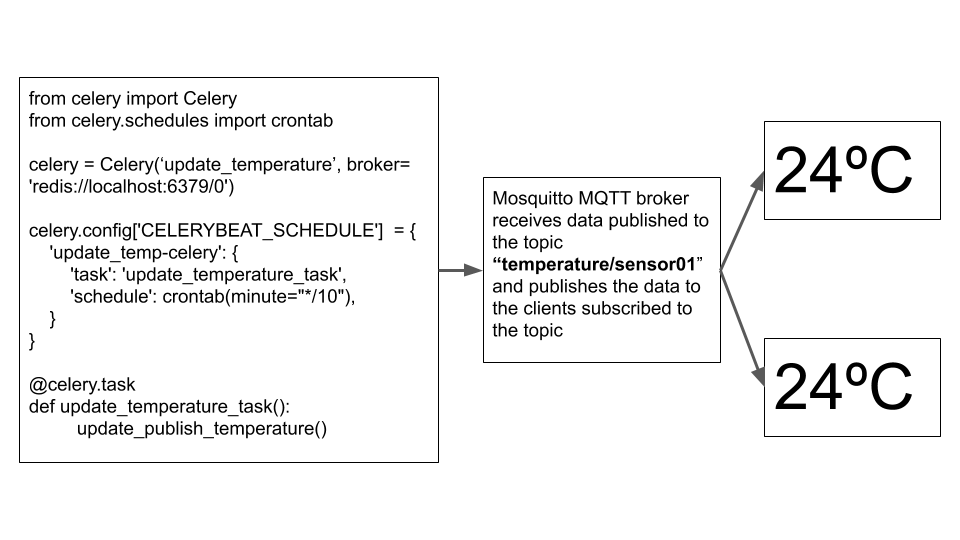 from celery import Celery
from celery.schedules import crontab
celery = Celery(‘update_temperature’, broker=
'redis://localhost:6379/0')
celery.config['CELERYBEAT_SCHEDULE']  = {
    'update_temp-celery': {
        'task': 'update_temperature_task',
        'schedule': crontab(minute="*/10"),
    }
}
@celery.task
def update_temperature_task():
        update_publish_temperature()
Mosquitto MQTT broker
receives data published to
the topic
“temperature/sensor01”
and publishes the data to
the clients subscribed to
the topic
24ºC
24ºC